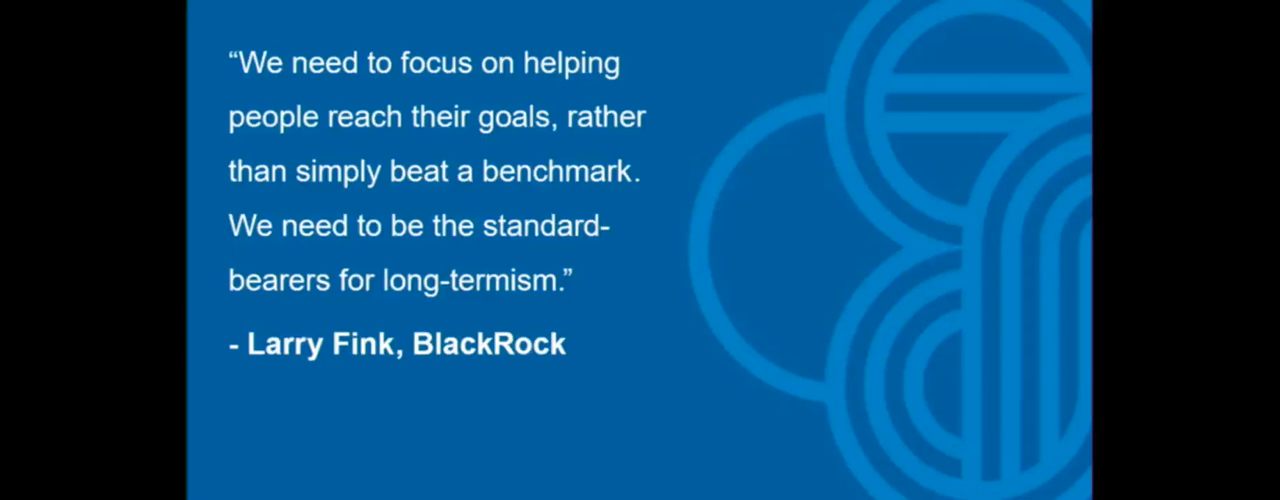 “We need to focus on helping
people reach their goals, rather
than simply beat a benchmark.
We need to be the standard-
bearers for long-termism.”
- Larry Fink, BlackRock